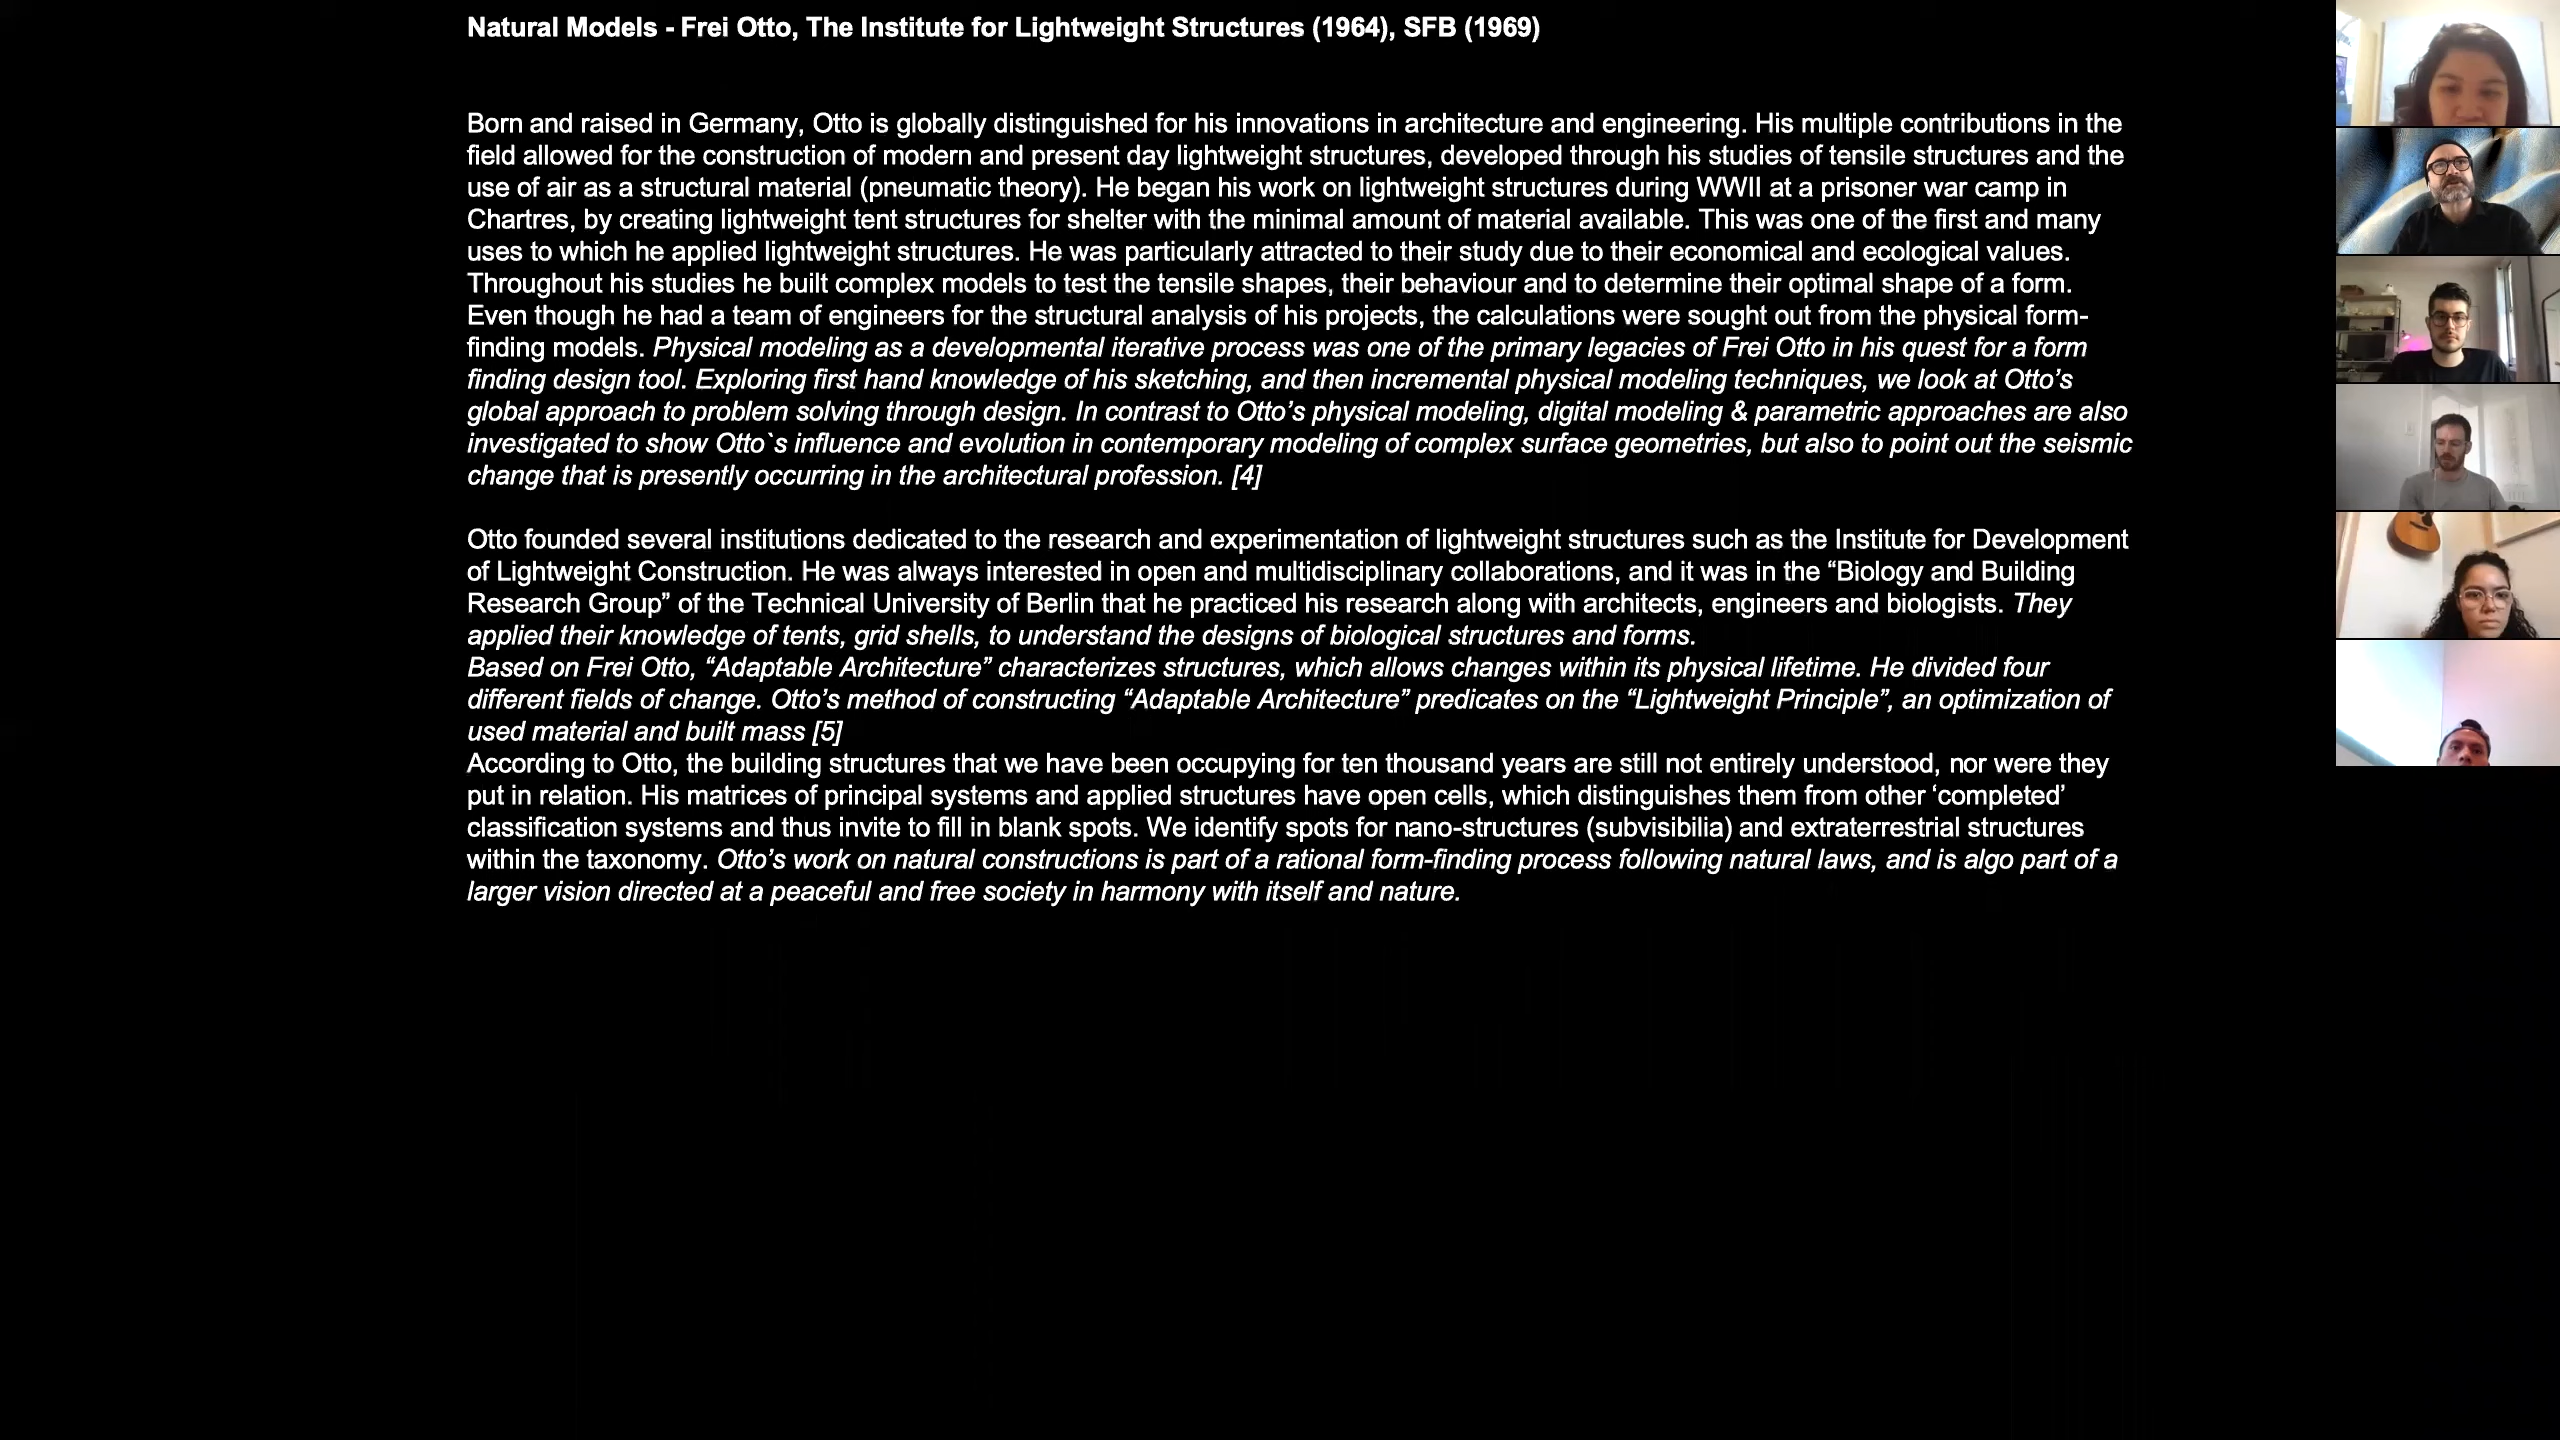 Natural Models - Frei Otto, The Institute for Lightweight Structures (1964), SFB (1969)
Born and raised in Germany, Otto is globally distinguished for his innovations in architecture and engineering. His multiple contributions in the
field allowed for the construction of modern and present day lightweight structures, developed through his studies of tensile structures and the
use of air as a structural material (pneumatic theory). He began his work on lightweight structures during WWII at a prisoner war camp in
Chartres, by creating lightweight tent structures for shelter with the minimal amount of material available. This was one of the first and many
uses to which he applied lightweight structures. He was particularly attracted to their study due to their economical and ecological values.
Throughout his studies he built complex models to test the tensile shapes, their behaviour and to determine their optimal shape of a form.
Even though he had a team of engineers for the structural analysis of his projects, the calculations were sought out from the physical form-
finding models. Physical modeling as a developmental iterative process was one of the primary legacies of Frei Otto in his quest for a form
finding design tool. Exploring first hand knowledge of his sketching, and then incremental physical modeling techniques, we look at Otto’s
global approach to problem solving through design. In contrast to Otto’s physical modeling, digital modeling & parametric approaches are also
investigated to show Otto`s influence and evolution in contemporary modeling of complex surface geometries, but also to point out the seismic
change that is presently occurring in the architectural profession. [4]
Otto founded several institutions dedicated to the research and experimentation of lightweight structures such as the Institute for Development
of Lightweight Construction. He was always interested in open and multidisciplinary collaborations, and it was in the “Biology and Building
Research Group” of the Technical University of Berlin that he practiced his research along with architects, engineers and biologists. They
applied their knowledge of tents, grid shells, to understand the designs of biological structures and forms.
Based on Frei Otto, “Adaptable Architecture” characterizes structures, which allows changes within its physical lifetime. He divided four
different fields of change. Otto’s method of constructing “Adaptable Architecture” predicates on the “Lightweight Principle”, an optimization of
used material and built mass [5]
According to Otto, the building structures that we have been occupying for ten thousand years are still not entirely understood, nor were they
put in relation. His matrices of principal systems and applied structures have open cells, which distinguishes them from other ‘completed’
classification systems and thus invite to fill in blank spots. We identify spots for nano-structures (subvisibilia) and extraterrestrial structures
within the taxonomy. Otto’s work on natural constructions is part of a rational form-finding process following natural laws, and is algo part of a
larger vision directed at a peaceful and free society in harmony with itself and nature.